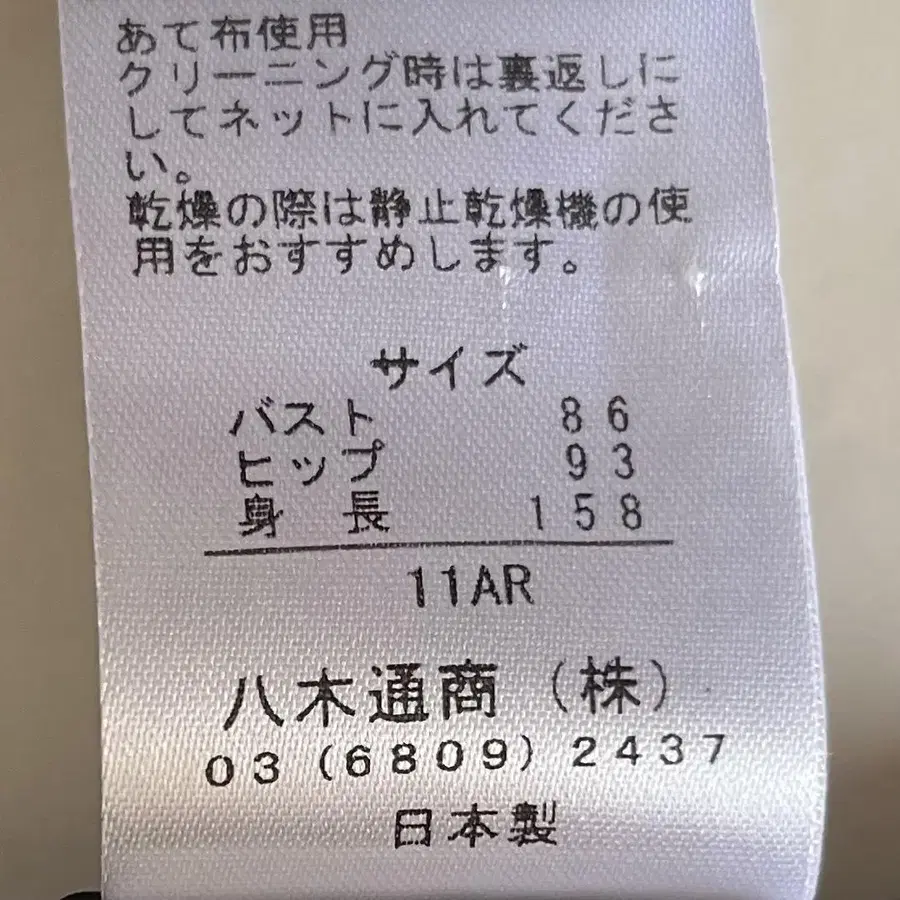 あて布使用
クリーニング時は裏返しに
してネットに入れてくださ
い。
乾燥の際は静止乾燥機の使
用をおすすめします。
サイズ
バスト 86
ヒップ 93
身長 158
11AR
八木通商(株)
03(6809)2437
日本製